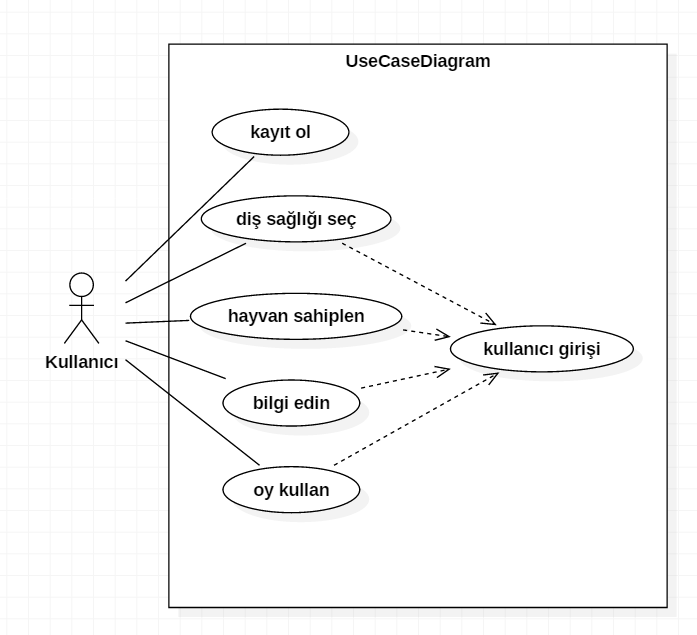 UseCaseDiagram
kayıt ol
diş sağlığı seç
hayvan sahiplen
kullanıcı girişi
Kullanıcı
bilgi edin
oy kullan